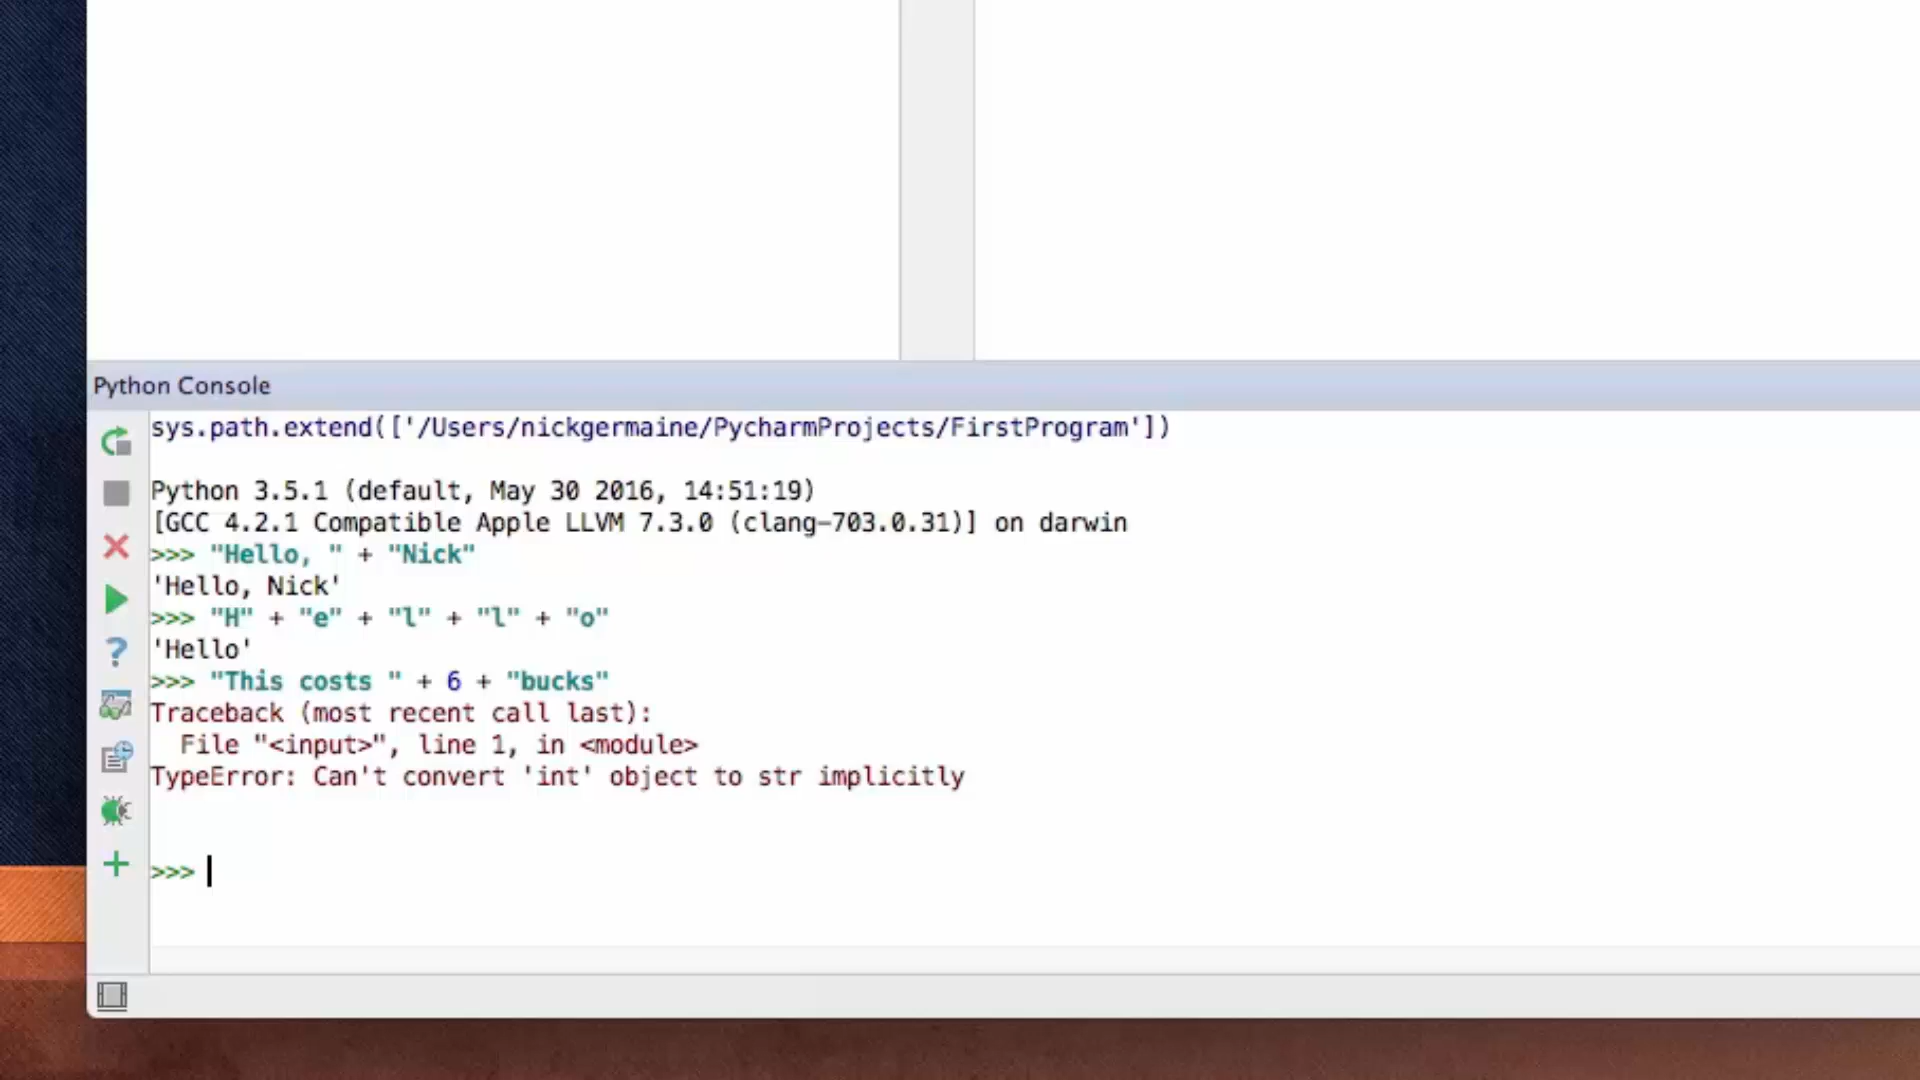 Python Console
sys.path.extend(['/Users/nickgermaine/PycharmProjects/FirstProgram'])
Python 3.5.1 (default, May 30 2016, 14:51:19)
[GCC 4.2.1 Compatible Apple LLVM 7.3.0 (clang-703.0.31)] on darwin
>>> "Hello, " + "Nick"
'Hello, Nick'
>>> "H" + "e" + "l" + "l" + "o"
'Hello'
>>> "This costs " + 6 + "bucks"
Traceback (most recent call last):
  File "<input>", line 1, in <module>
TypeError: Can't convert 'int' object to str implicitly
>>>